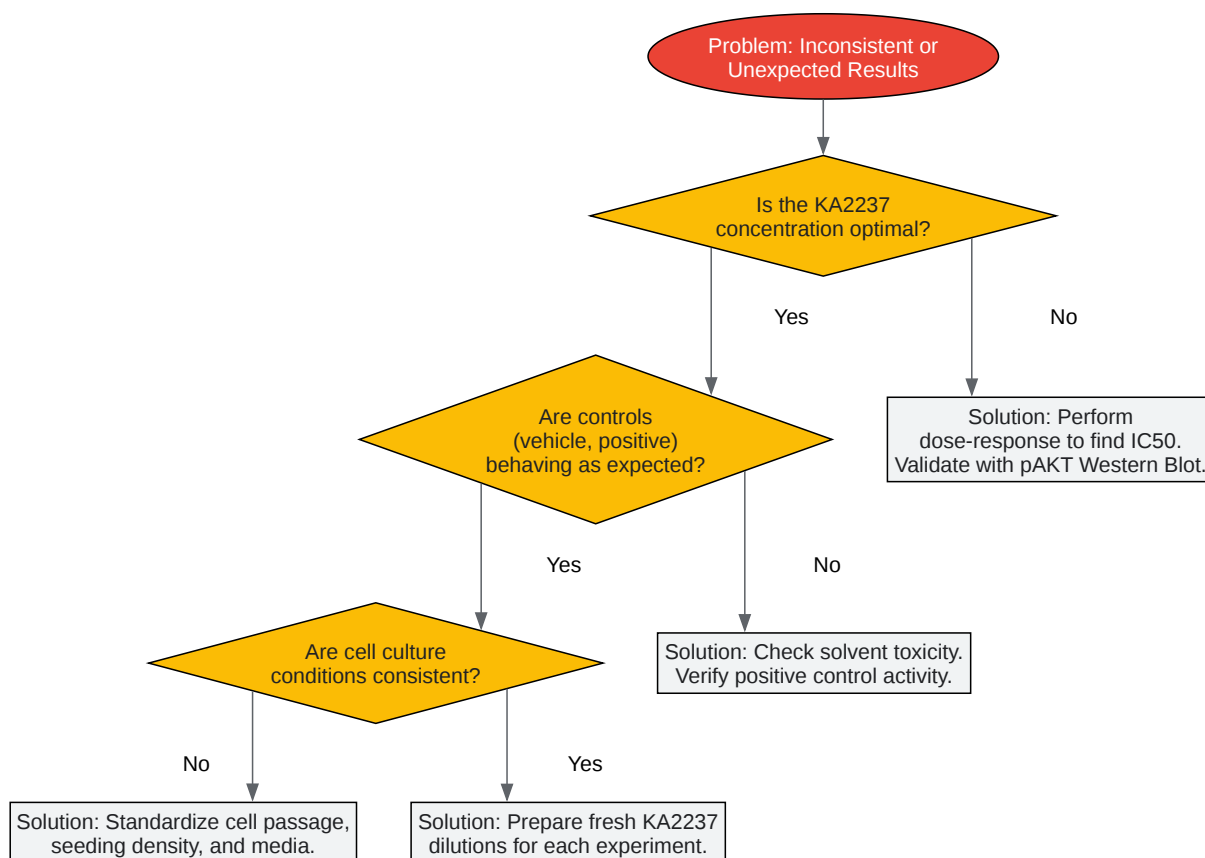 Problem: Inconsistent or
Unexpected Results
Is the KA2237
concentration optimal?
Yes
No
Are controls
(vehicle, positive)
behaving as expected?
Solution: Perform
dose-response to find IC50.
Validate with pAKT Western Blot.
Yes
No
Are cell culture
conditions consistent?
Solution: Check solvent toxicity.
Verify positive control activity.
No
Yes
Solution: Standardize cell passage,
seeding density, and media.
Solution: Prepare fresh KA2237
dilutions for each experiment.